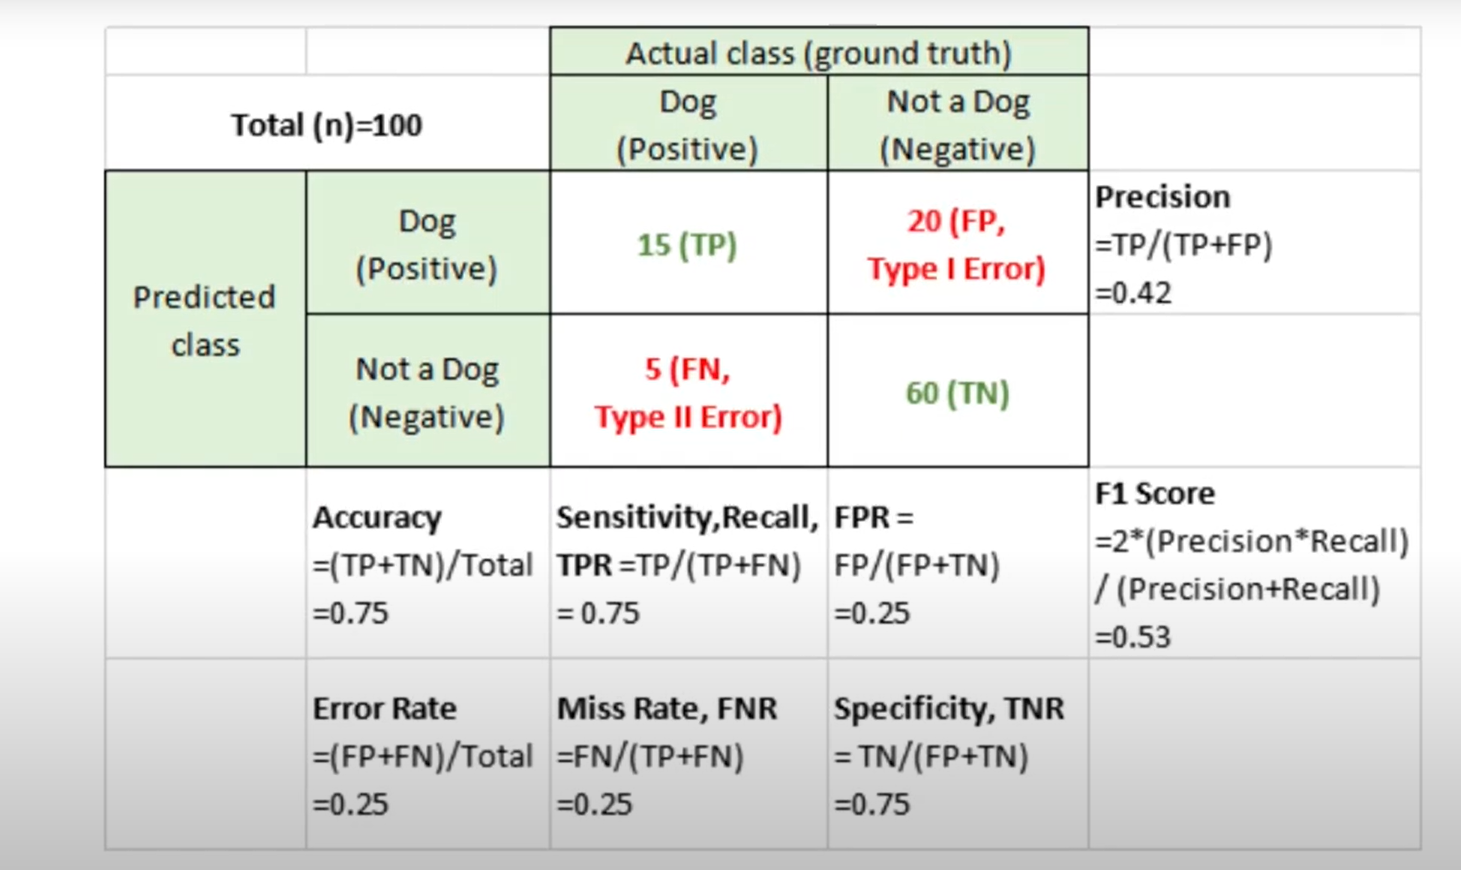 Actual class (ground truth)
Total (n)=100
Dog
(Positive)
Not a Dog
(Negative)
Predicted
class
Dog
(Positive)
15 (TP)
20 (FP,
Type I Error)
Precision
=TP/(TP+FP)
=0.42
Not a Dog
(Negative)
5 (FN,
Type II Error)
60 (TN)
Accuracy
=(TP+TN)/Total
=0.75
Sensitivity,Recall,
TPR =TP/(TP+FN)
= 0.75
FPR =
FP/(FP+TN)
=0.25
F1 Score
=2*(Precision*Recall)
/ (Precision+Recall)
=0.53
Error Rate
=(FP+FN)/Total
=0.25
Miss Rate, FNR
=FN/(TP+FN)
=0.25
Specificity, TNR
= TN/(FP+TN)
=0.75